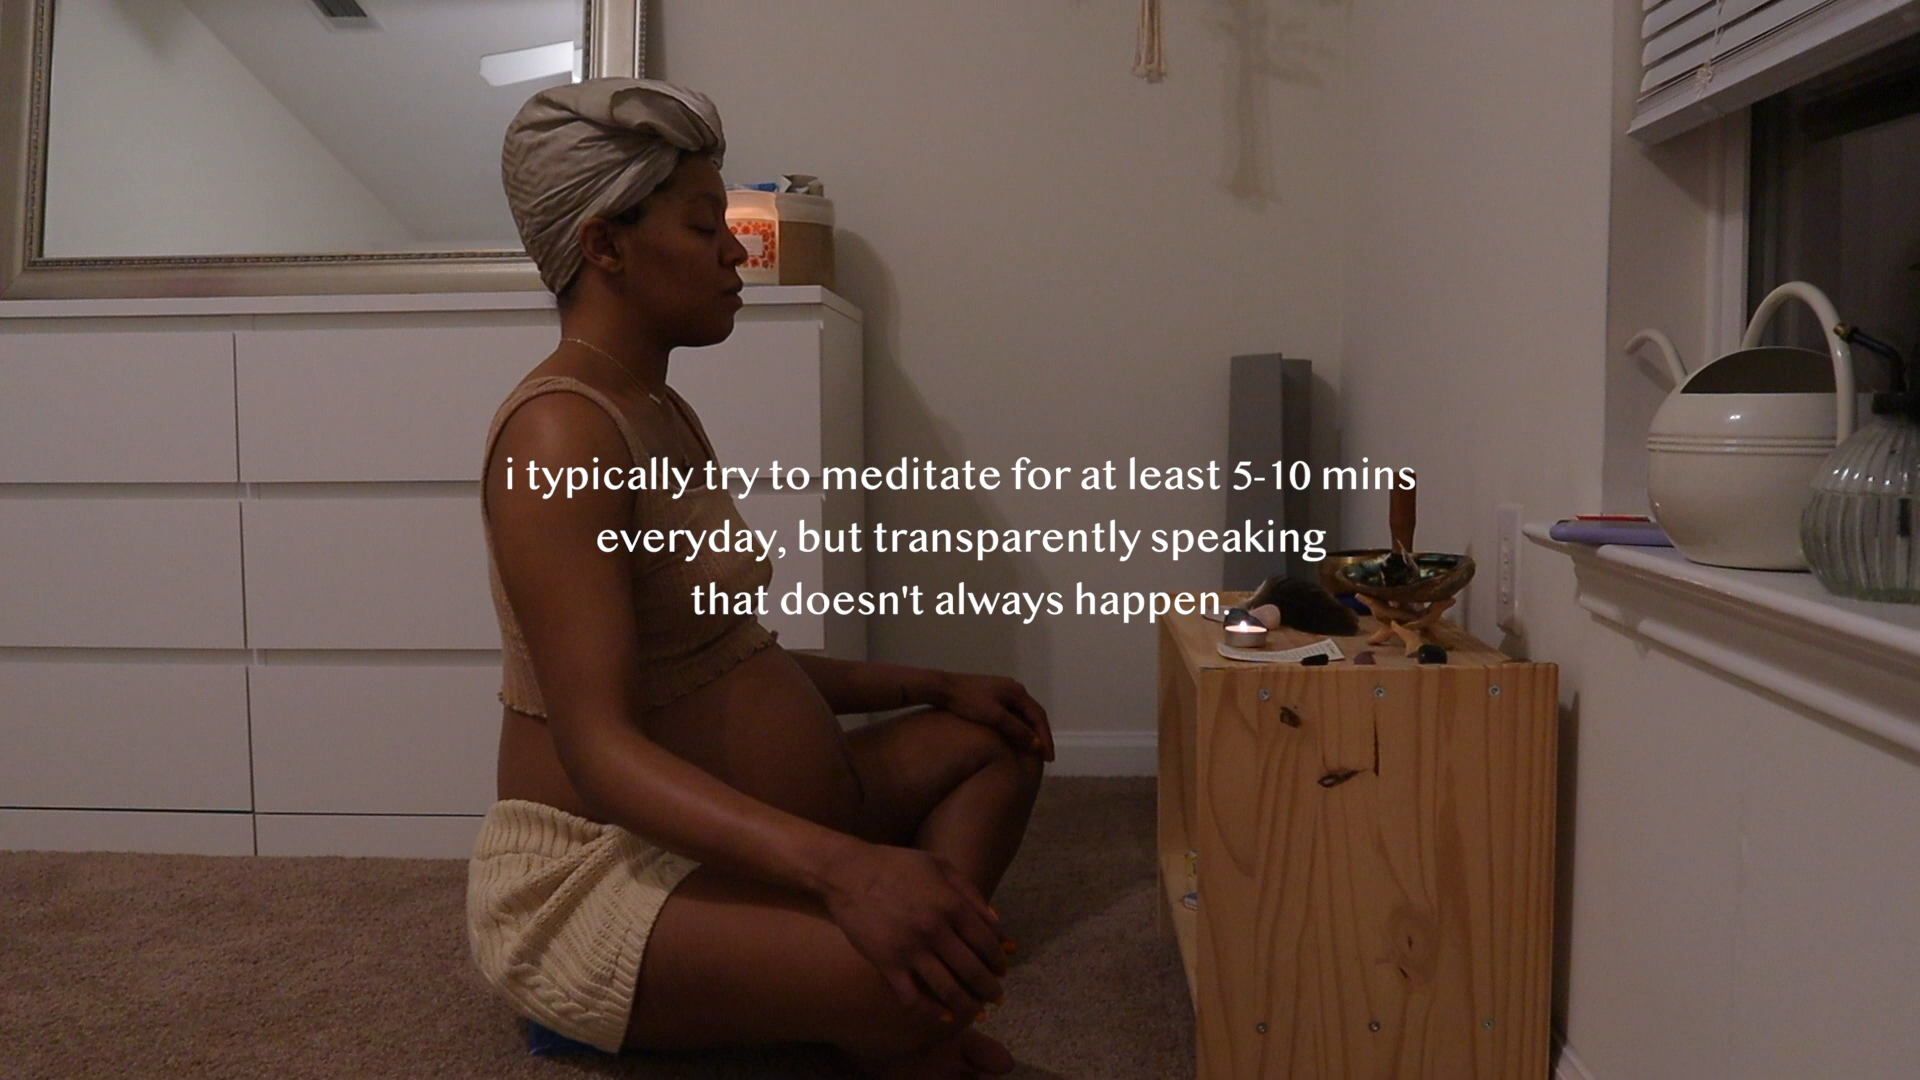 i typically try to meditate for at least 5-10 mins
everyday, but transparently speaking
that doesn't always happen.